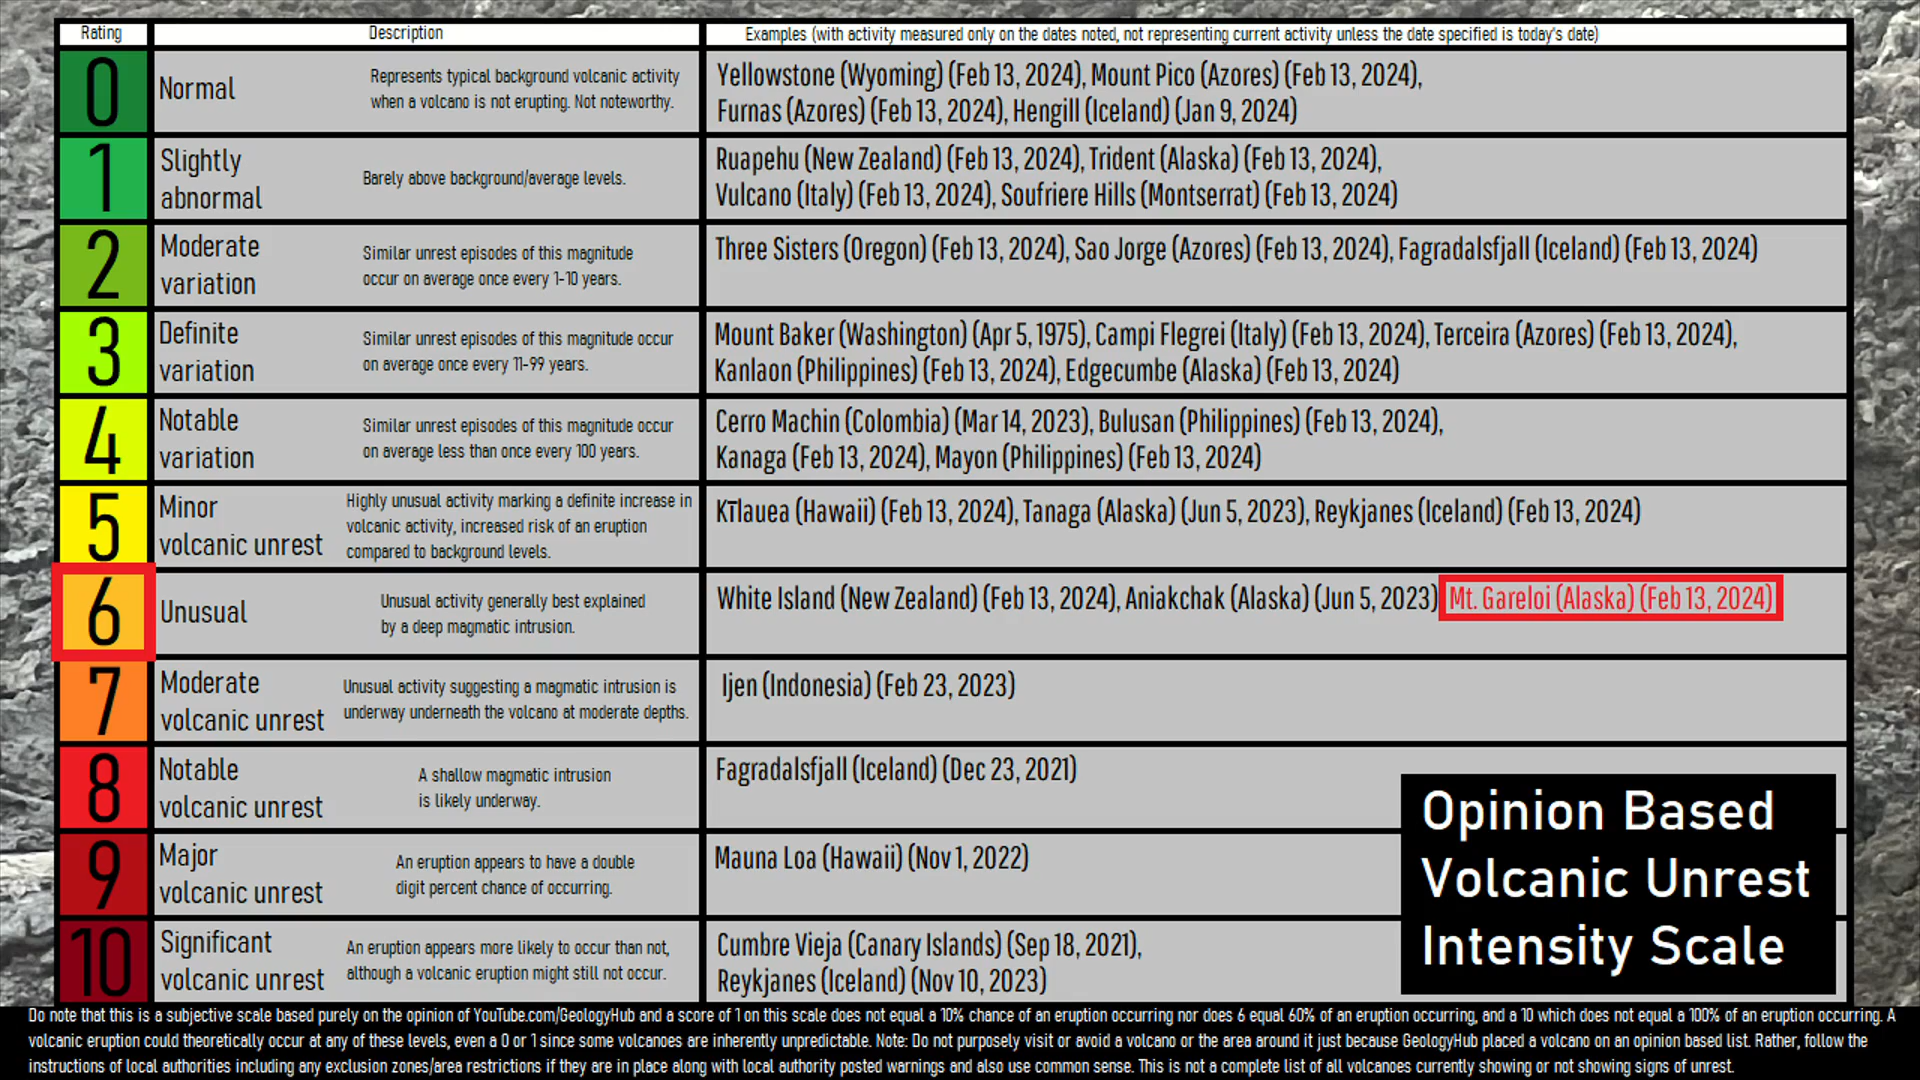 Rating Description Examples (with activity measured only on the dates noted, not representing current activity unless the date specified is today's date)
0
Normal
Represents typical background volcanic activity
when a volcano is not erupting. Not noteworthy.
Yellowstone (Wyoming) (Feb 13, 2024), Mount Pico (Azores) (Feb 13, 2024),
Furnas (Azores) (Feb 13, 2024), Hengill (Iceland) (Jan 9, 2024)
1
Slightly
abnormal
Barely above background/average levels.
Ruapehu (New Zealand) (Feb 13, 2024), Trident (Alaska) (Feb 13, 2024),
Vulcano (Italy) (Feb 13, 2024), Soufriere Hills (Montserrat) (Feb 13, 2024)
2
Moderate
variation
Similar unrest episodes of this magnitude
occur on average once every 1-10 years.
Three Sisters (Oregon) (Feb 13, 2024), Sao Jorge (Azores) (Feb 13, 2024), Fagradalsfjall (Iceland) (Feb 13, 2024)
3
Definite
variation
Similar unrest episodes of this magnitude occur
on average once every 11-99 years.
Mount Baker (Washington) (Apr 5, 1975), Campi Flegrei (Italy) (Feb 13, 2024), Terceira (Azores) (Feb 13, 2024),
Kanlaon (Philippines) (Feb 13, 2024), Edgecumbe (Alaska) (Feb 13, 2024)
4
Notable
variation
Similar unrest episodes of this magnitude occur
on average less than once every 100 years.
Cerro Machin (Colombia) (Mar 14, 2023), Bulusan (Philippines) (Feb 13, 2024),
Kanaga (Feb 13, 2024), Mayon (Philippines) (Feb 13, 2024)
5
Minor
volcanic unrest
Highly unusual activity marking a definite increase in
volcanic activity, increased risk of an eruption
compared to background levels.
Kīlauea (Hawaii) (Feb 13, 2024), Tanaga (Alaska) (Jun 5, 2023), Reykjanes (Iceland) (Feb 13, 2024)
6
Unusual
Unusual activity generally best explained
by a deep magmatic intrusion.
White Island (New Zealand) (Feb 13, 2024), Aniakchak (Alaska) (Jun 5, 2023) Mt. Gareloi (Alaska) (Feb 13, 2024)
7
Moderate
volcanic unrest
Unusual activity suggesting a magmatic intrusion is
underway underneath the volcano at moderate depths.
Ijen (Indonesia) (Feb 23, 2023)
8
Notable
volcanic unrest
A shallow magmatic intrusion
is likely underway.
Fagradalsfjall (Iceland) (Dec 23, 2021)
9
Major
volcanic unrest
An eruption appears to have a double
digit percent chance of occurring.
Mauna Loa (Hawaii) (Nov 1, 2022)
10
Significant
volcanic unrest
An eruption appears more likely to occur than not,
although a volcanic eruption might still not occur.
Cumbre Vieja (Canary Islands) (Sep 18, 2021),
Reykjanes (Iceland) (Nov 10, 2023)
Opinion Based
Volcanic Unrest
Intensity Scale
Do note that this is a subjective scale based purely on the opinion of YouTube.com/GeologyHub and a score of 1 on this scale does not equal a 10% chance of an eruption occurring nor does 6 equal 60% of an eruption occurring, and a 10 which does not equal a 100% of an eruption occurring. A
volcanic eruption could theoretically occur at any of these levels, even a 0 or 1 since some volcanoes are inherently unpredictable. Note: Do not purposely visit or avoid a volcano or the area around it just because GeologyHub placed a volcano on an opinion based list. Rather, follow the
instructions of local authorities including any exclusion zones/area restrictions if they are in place along with local authority posted warnings and also use common sense. This is not a complete list of all volcanoes currently showing or not showing signs of unrest.